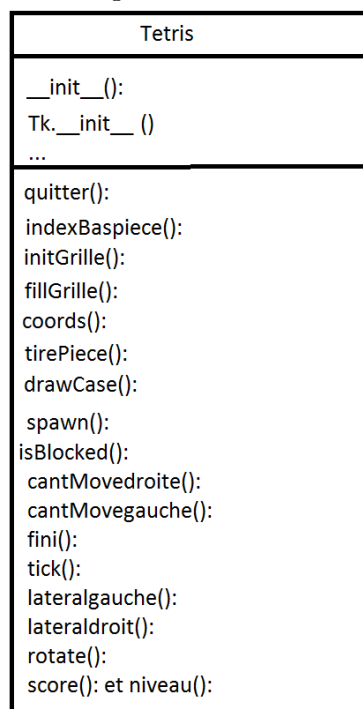 Tetris
__init__():
Tk.__init__ ()
...
quitter():
indexBaspiece():
initGrille():
fillGrille():
coords():
tirePiece():
drawCase():
spawn():
isBlocked():
cantMovedroite():
cantMovegauche():
fini():
tick():
lateralgauche():
lateraldroit():
rotate():
score(): et niveau():